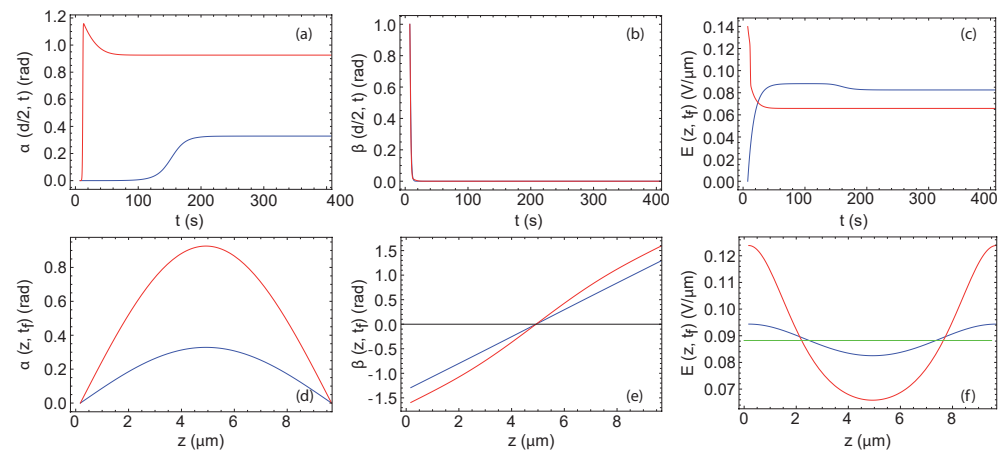 α (d/2, t) (rad)
1.2
1.0
0.8
0.6
0.4
0.2
0.0
(a)
0 100 200 300 400
t (s)
β (d/2, t) (rad)
1.0
0.8
0.6
0.4
0.2
0.0
(b)
0 100 200 300 400
t (s)
E (z, tf) (V/μm)
0.14
0.12
0.10
0.08
0.06
0.04
0.02
0.00
(c)
0 100 200 300 400
t (s)
α (z, tf) (rad)
0.8
0.6
0.4
0.2
0.0
(d)
0 2 4 6 8
z (μm)
β (z, tf) (rad)
1.5
1.0
0.5
0.0
-0.5
-1.0
-1.5
(e)
0 2 4 6 8
z (μm)
E (z, tf) (V/μm)
0.12
0.11
0.10
0.09
0.08
0.07
(f)
0 2 4 6 8
z (μm)